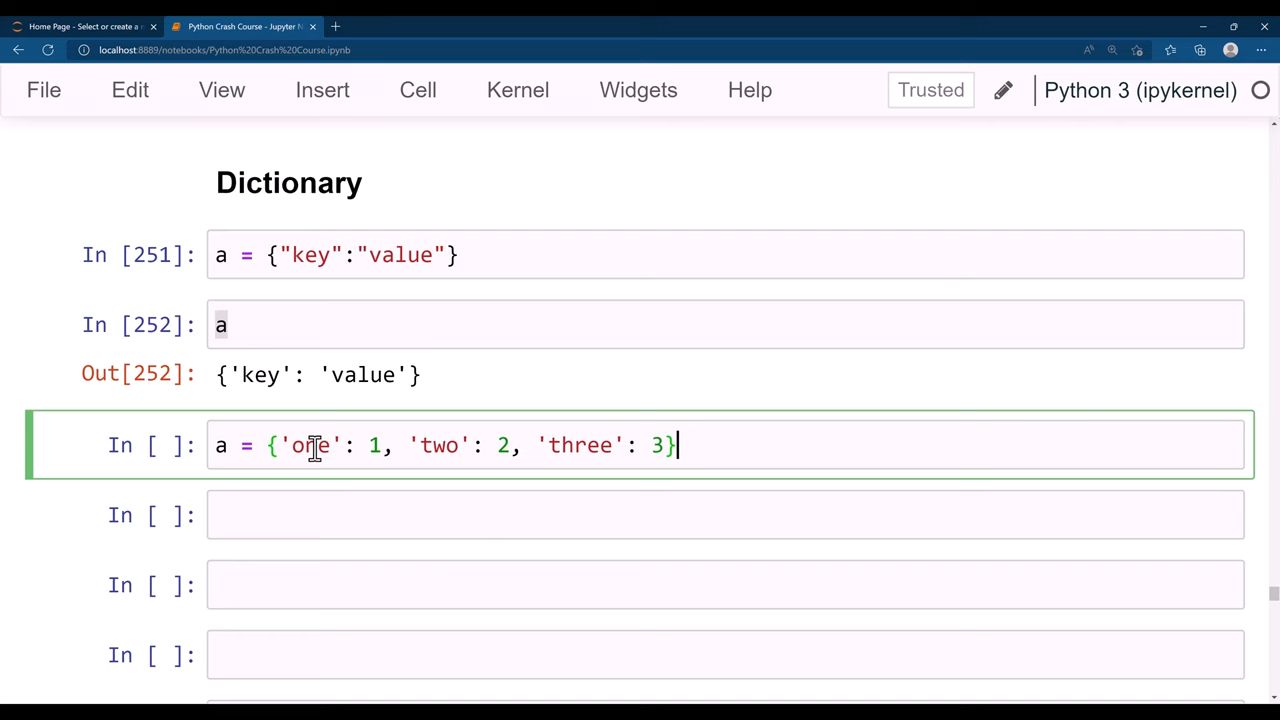 Home Page - Select or create a n
Python Crash Course - Jupyter N
localhost:8889/notebooks/Python%20Crash%20Course.ipynb
File Edit View Insert Cell Kernel Widgets Help Trusted Python 3 (ipykernel)
Dictionary
In [251]: a = {"key":"value"}
In [252]: a
Out[252]: {'key': 'value'}
In [ ]: a = {'one': 1, 'two': 2, 'three': 3}
In [ ]:
In [ ]:
In [ ]: